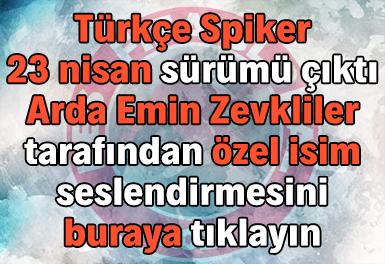 Türkçe Spiker
23 nisan sürümü çıktı
Arda Emin Zevkliler
tarafından özel isim
seslendirmesini
buraya tıklayın